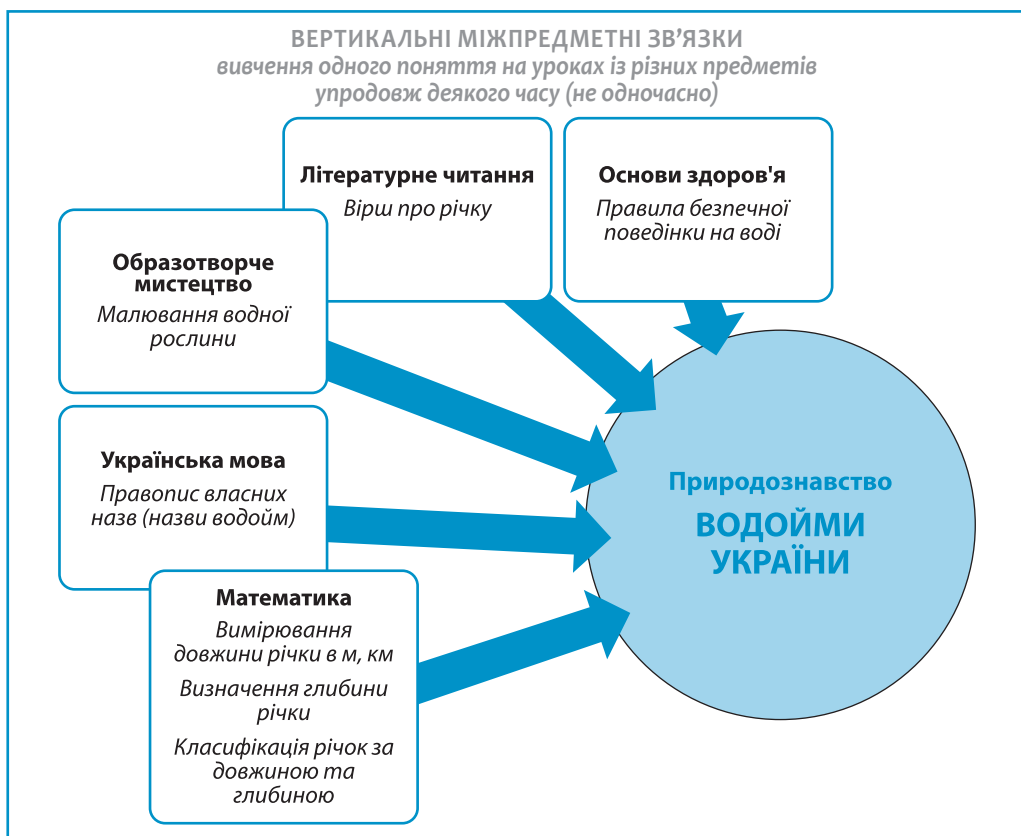 ВЕРТИКАЛЬНІ МІЖПРЕДМЕТНІ ЗВ’ЯЗКИ
вивчення одного поняття на уроках із різних предметів
упродовж деякого часу (не одночасно)
Літературне читання
Вірш про річку
Основи здоров'я
Правила безпечної
поведінки на воді
Образотворче
мистецтво
Малювання водної
рослини
Українська мова
Правопис власних
назв (назви водойм)
Математика
Вимірювання
довжини річки в м, км
Визначення глибини
річки
Класифікація річок за
довжиною та
глибиною
Природознавство
ВОДОЙМИ
УКРАЇНИ